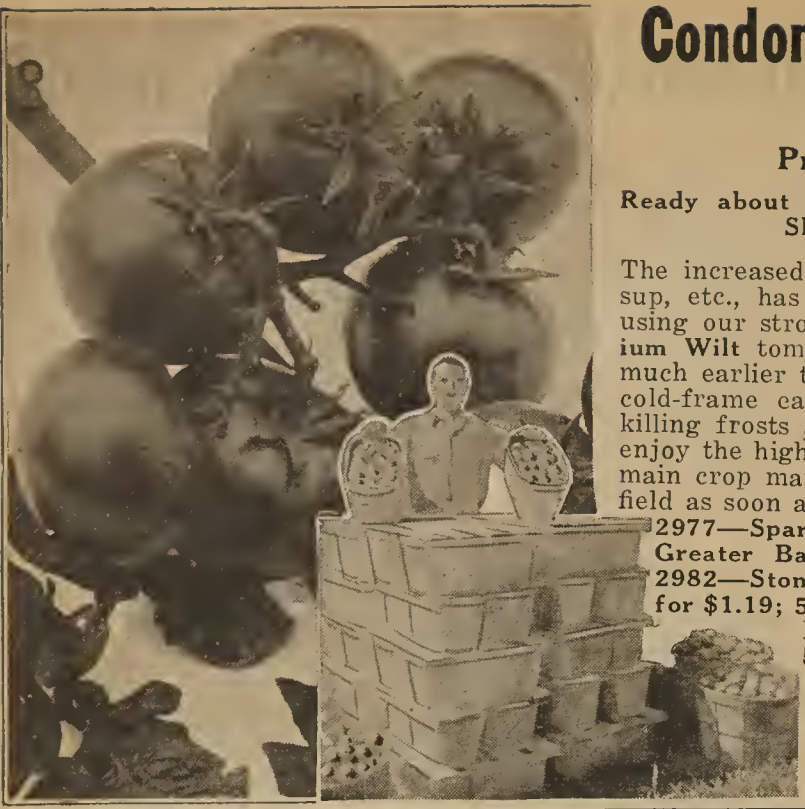 Condon
Pr
Ready about
Sl
The increased
sup, etc., has
using our stro
ium Wilt tom
much earlier t
cold-frame ca
killing frosts
enjoy the high
main crop ma
field as soon a
2977—Spar
Greater Ba
2982—Ston
for $1.19; 5